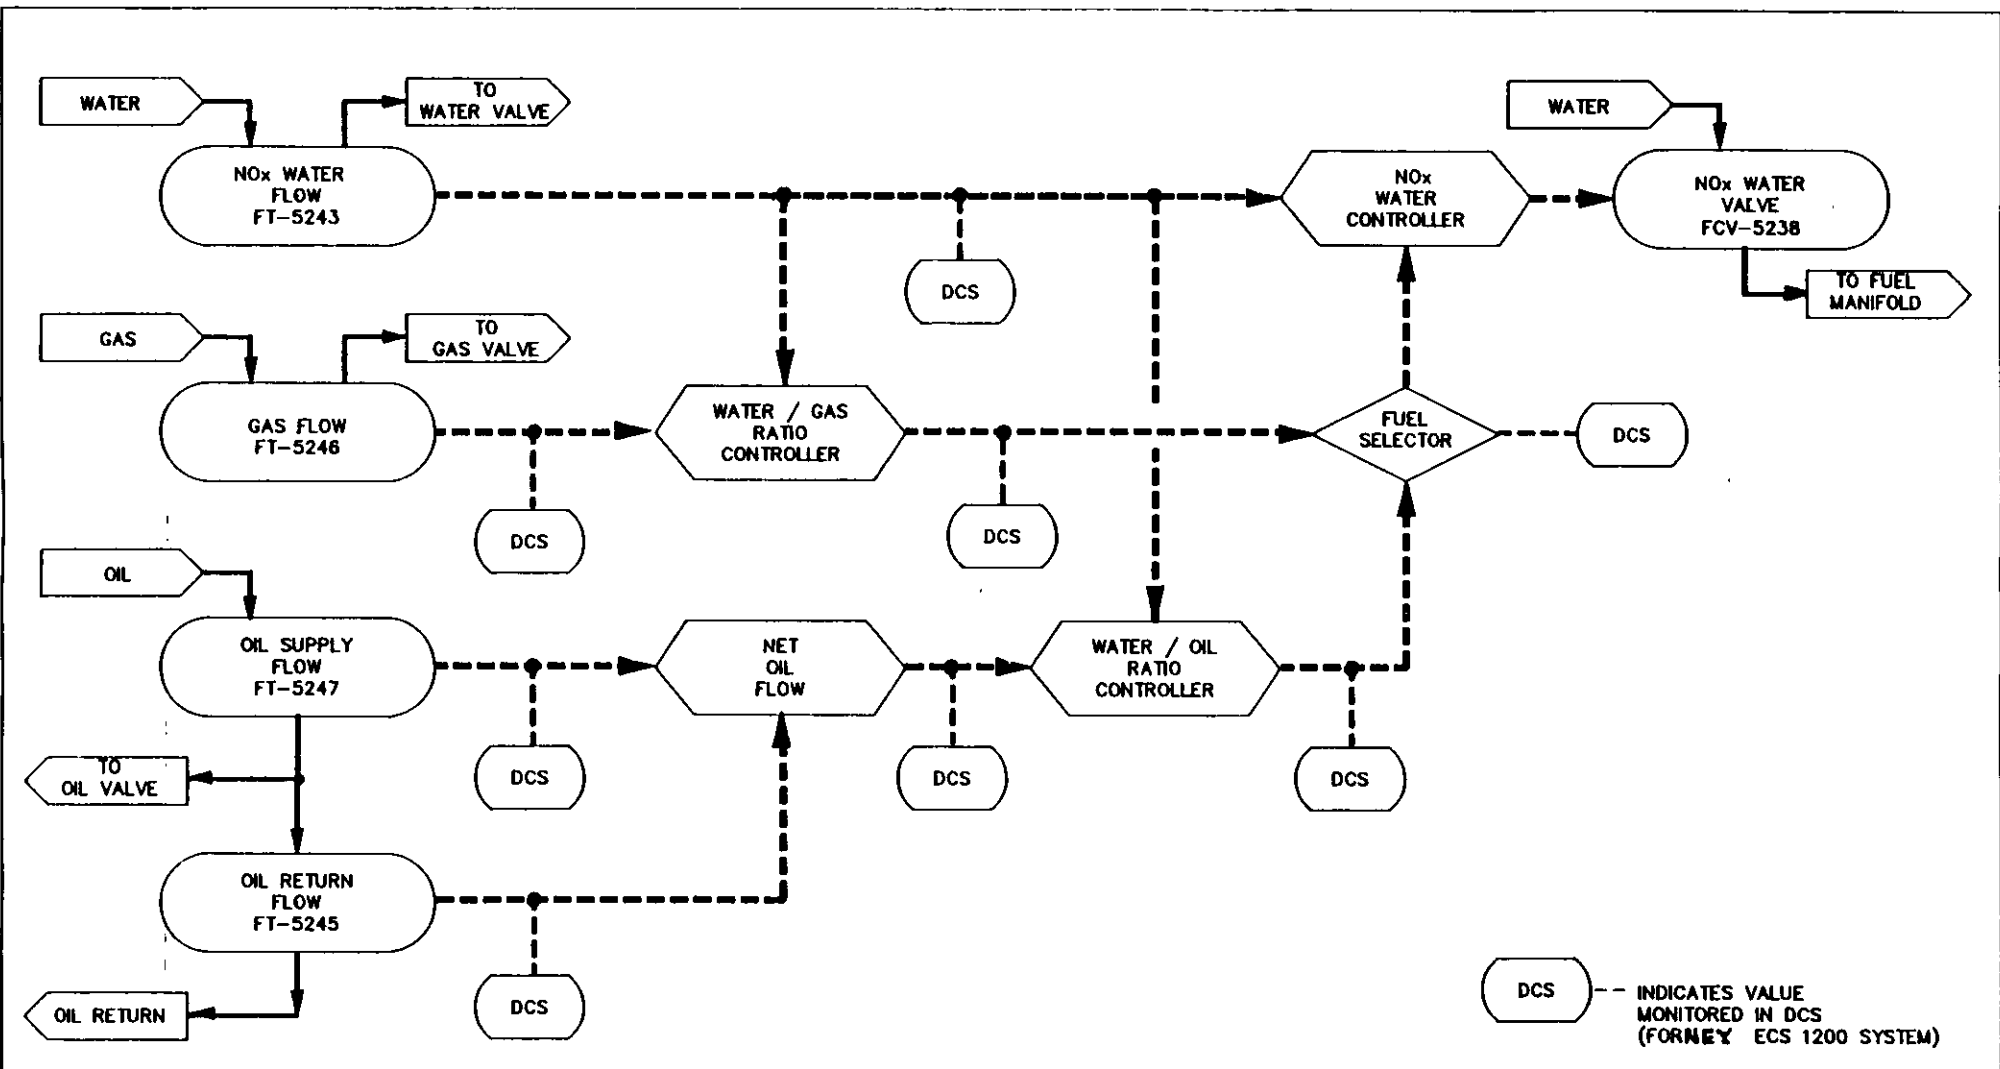 WATER
TO
WATER VALVE
NOx WATER
FLOW
FT-5243
NOx
WATER
CONTROLLER
WATER
NOx WATER
VALVE
FCV-5238
TO FUEL
MANIFOLD
DCS
GAS
TO
GAS VALVE
GAS FLOW
FT-5246
WATER / GAS
RATIO
CONTROLLER
FUEL
SELECTOR
DCS
DCS
DCS
OIL
OIL SUPPLY
FLOW
FT-5247
NET
OIL
FLOW
WATER / OIL
RATIO
CONTROLLER
TO
OIL VALVE
DCS
DCS
DCS
OIL RETURN
FLOW
FT-5245
DCS
OIL RETURN
DCS
INDICATES VALUE
MONITORED IN DCS
(FORNEY ECS 1200 SYSTEM)